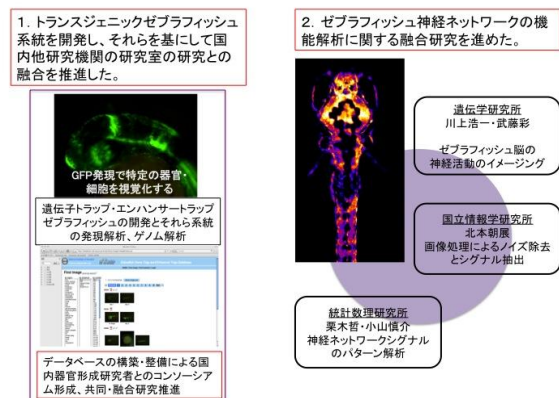 1. トランスジェニックゼブラフィッシュ
系統を開発し、それらを基にして国
内他研究機関の研究室の研究との
融合を推進した。
GFP発現で特定の器官・
細胞を視覚化する
遺伝子トラップ・エンハンサートラップ
ゼブラフィッシュの開発とそれら系統
の発現解析、ゲノム解析
データベースの構築・整備による国
内器官形成研究者とのコンソーシア
ム形成、共同・融合研究推進
2. ゼブラフィッシュ神経ネットワークの機
能解析に関する融合研究を進めた。
遺伝学研究所
川上浩一・武藤彩
ゼブラフィッシュ脳の
神経活動のイメージング
国立情報学研究所
北本朝展
画像処理によるノイズ除去
とシグナル抽出
統計数理研究所
栗木哲・小山慎介
神経ネットワークシグナル
のパターン解析